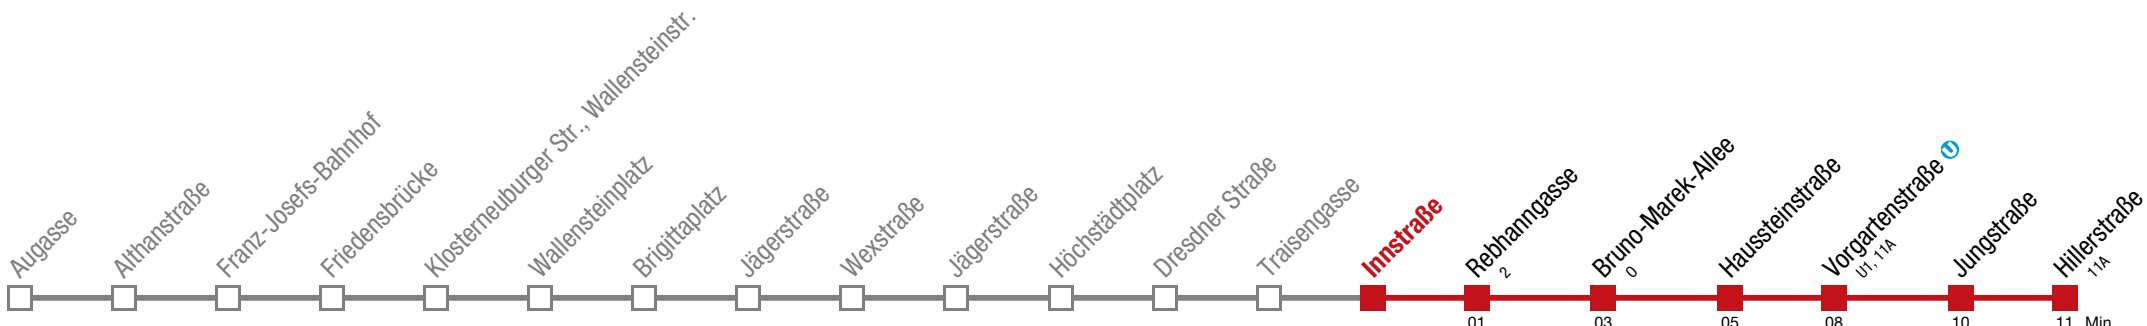 Augasse
Althanstraße
Franz-Josefs-Bahnhof
Friedensbrücke
Klosterneuburger Str., Wallensteinstr.
Wallensteinplatz
Brigittaplatz
Jägerstraße
Wexstraße
Jägerstraße
Höchstädtplatz
Dresdner Straße
Traisengasse
Innstraße
Rebhanngasse
2
Bruno-Marek-Allee
0
Haussteinstraße
Vorgartenstraße U
U1, 11A
Jungstraße
Hillerstraße
11A
01 03 05 08 10 11 Min